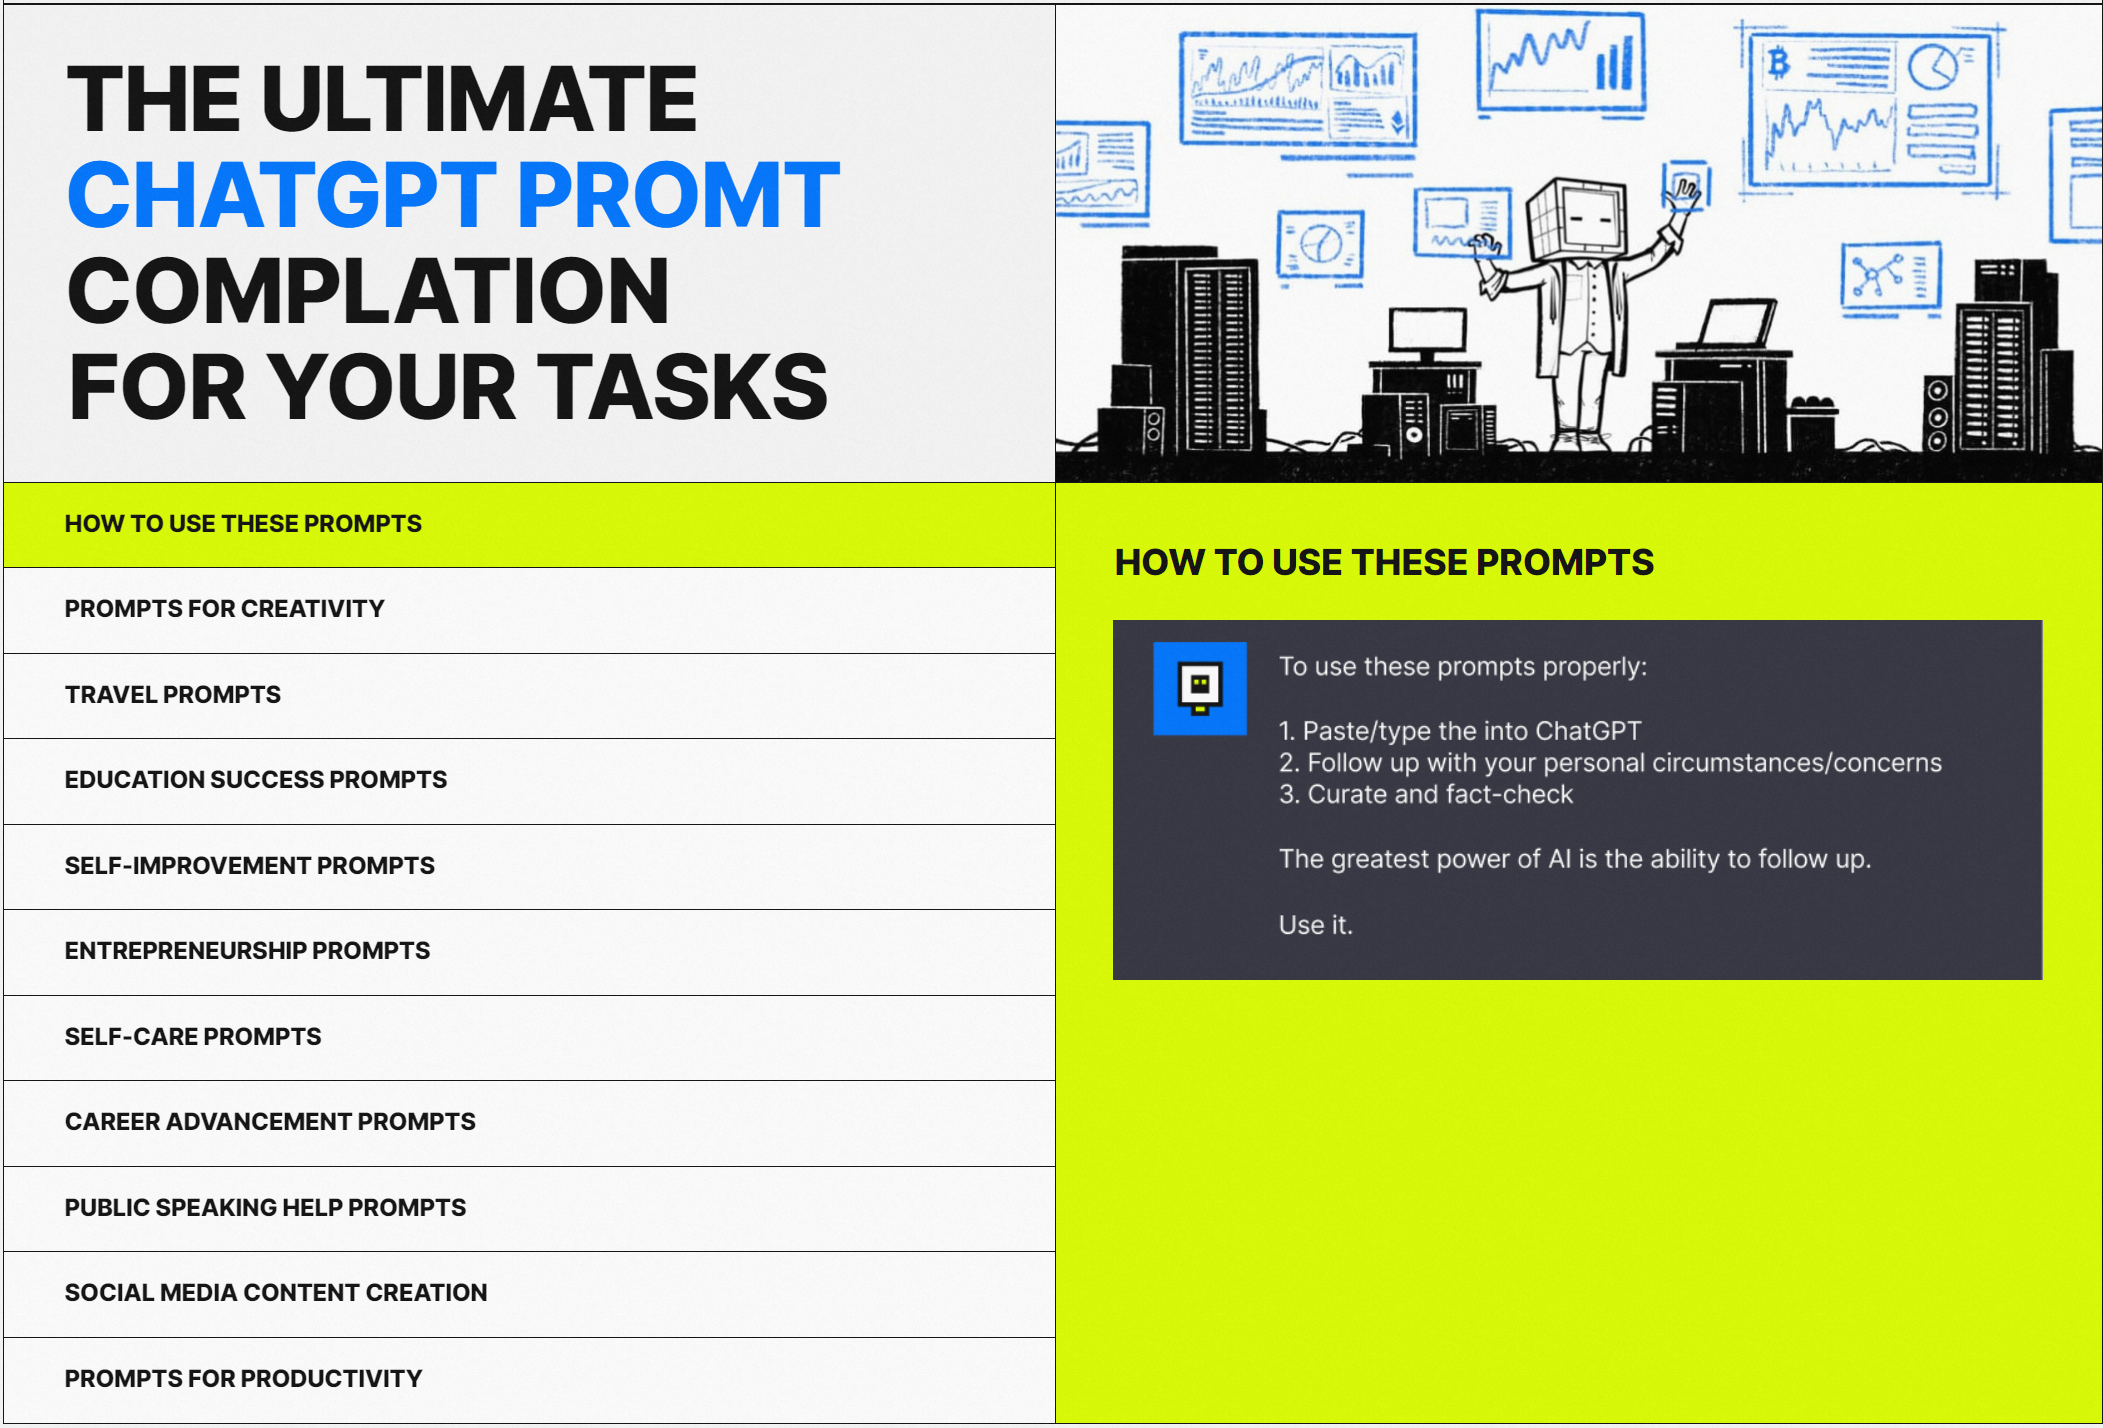 THE ULTIMATE
CHATGPT PROMT
COMPLATION
FOR YOUR TASKS
HOW TO USE THESE PROMPTS
PROMPTS FOR CREATIVITY
TRAVEL PROMPTS
EDUCATION SUCCESS PROMPTS
SELF-IMPROVEMENT PROMPTS
ENTREPRENEURSHIP PROMPTS
SELF-CARE PROMPTS
CAREER ADVANCEMENT PROMPTS
PUBLIC SPEAKING HELP PROMPTS
SOCIAL MEDIA CONTENT CREATION
PROMPTS FOR PRODUCTIVITY
HOW TO USE THESE PROMPTS
To use these prompts properly:
1. Paste/type the into ChatGPT
2. Follow up with your personal circumstances/concerns
3. Curate and fact-check
The greatest power of AI is the ability to follow up.
Use it.